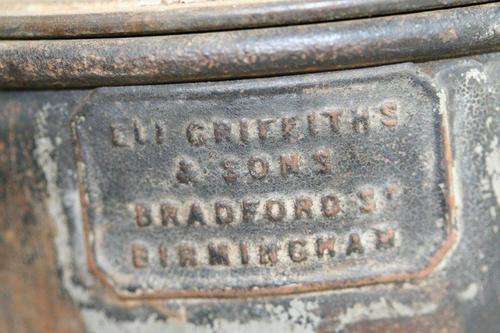 ELI GRIFFITHS
& SONS
BRADFORD ST
BIRMINGHAM